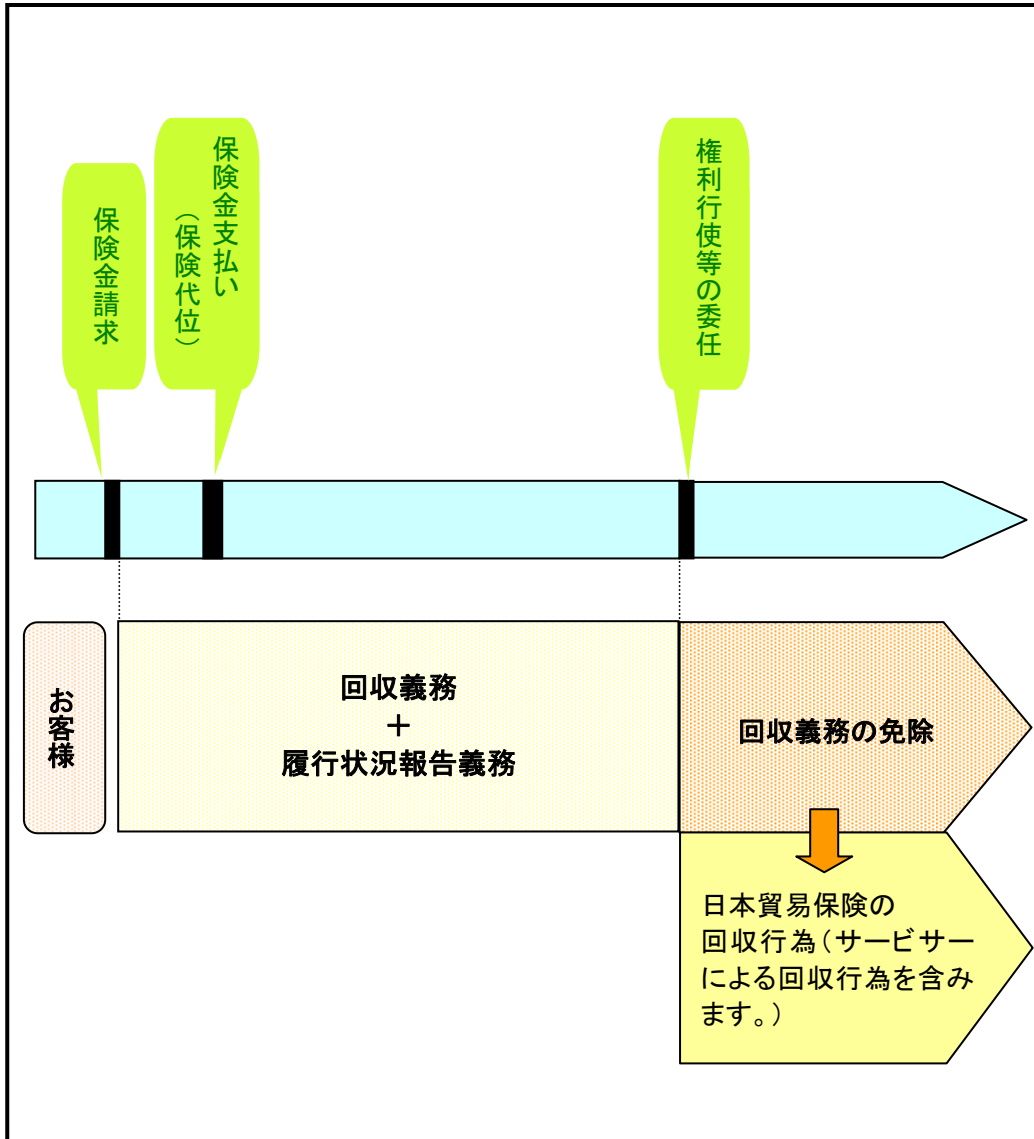 保険金請求
保険金支払い
（保険代位）
権利行使等の委任
お客様
回収義務
＋
履行状況報告義務
回収義務の免除
日本貿易保険の
回収行為（サービサー
による回収行為を含み
ます。）